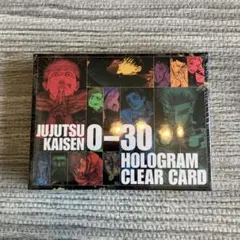 JUJUTSU
KAISEN 0-30
HOLOGRAM
CLEAR CARD